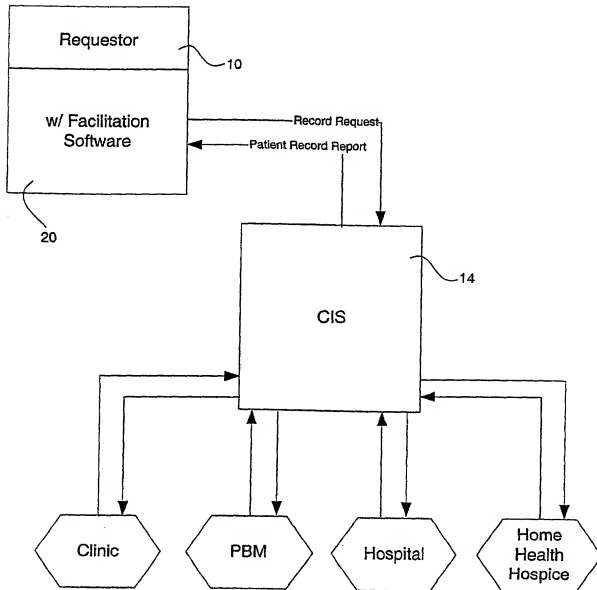 Requestor
10
w/ Facilitation
Software
20
Record Request
Patient Record Report
14
CIS
Clinic
PBM
Hospital
Home
Health
Hospice